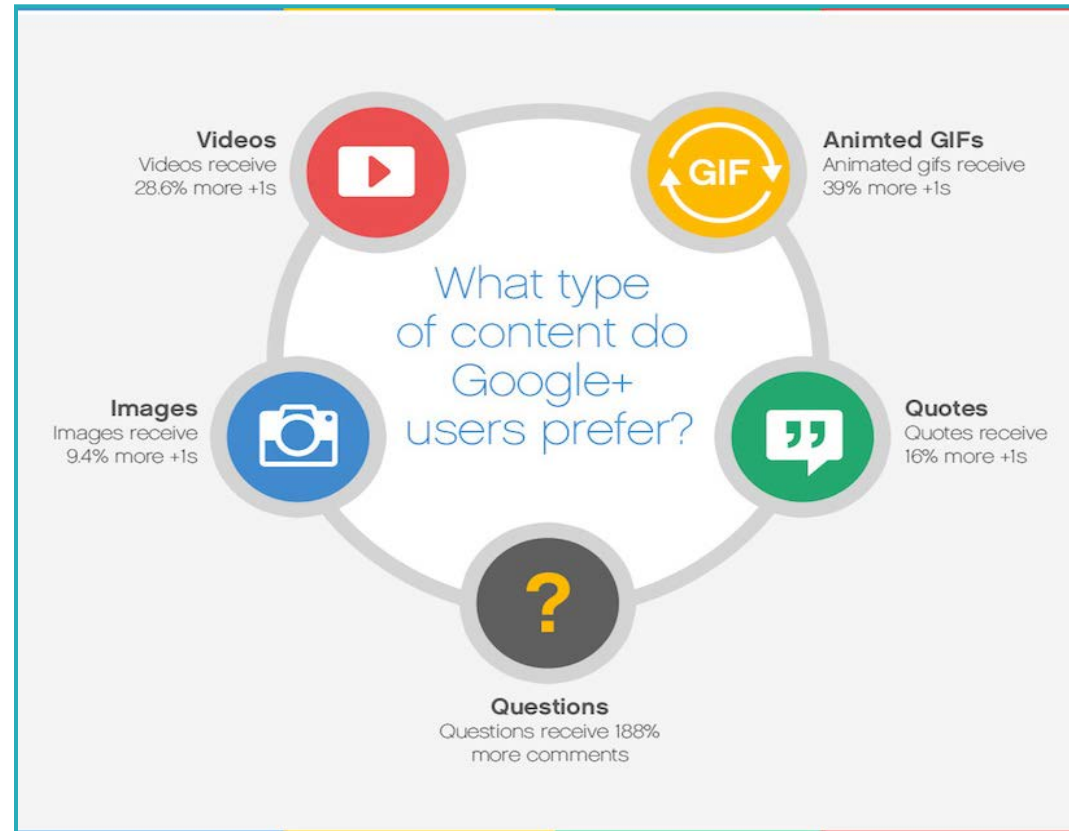 Videos
Videos receive
28.6% more +1s
GIF
Animted GIFs
Animated gifs receive
39% more +1s
What type
of content do
Google+
users prefer?
Images
Images receive
9.4% more +1s
Quotes
Quotes receive
16% more +1s
?
Questions
Questions receive 188%
more comments